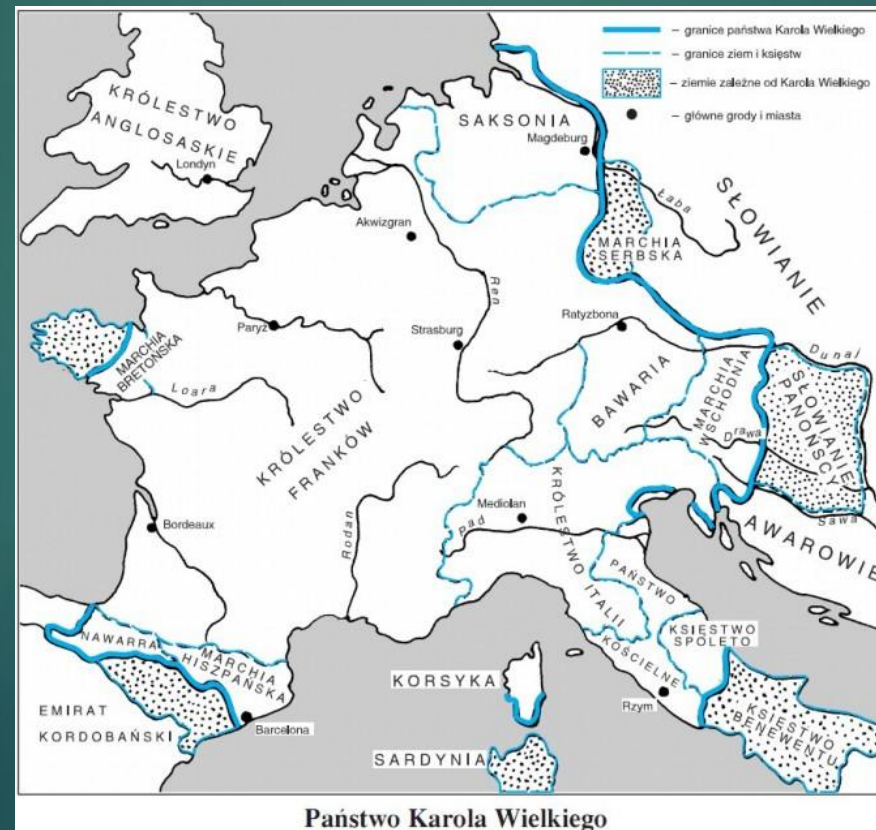 – granice państwa Karola Wielkiego
– granice ziem i księstw
– ziemie zależne od Karola Wielkiego
– główne grody i miasta
KRÓLESTWO
ANGLOSASKIE
Londyn
SAKSONIA
Magdeburg
Łaba
SŁOWIANIE
MARCHIA
SERBSKA
Akwizgran
Ren
Paryż
Strasburg
Ratyzbona
Dunaj
MARCHIA
BRETOŃSKA
Loara
KRÓLESTWO
FRANKÓW
BAWARIA
MARCHIA
WSCHODNIA
Drawa
SŁOWIANIE
PANOŃSCY
Sawa
AWAROWIE
Bordeaux
Rodan
Mediolan
Pad
KRÓLESTWO ITALII
PAŃSTWO
KOŚCIELNE
KSIĘSTWO
SPOLETO
KSIĘSTWO
BENEWENTU
Rzym
NAWARRA
MARCHIA
HISZPAŃSKA
EMIRAT
KORDOBAŃSKI
Barcelona
KORSYKA
SARDYNIA
Państwo Karola Wielkiego